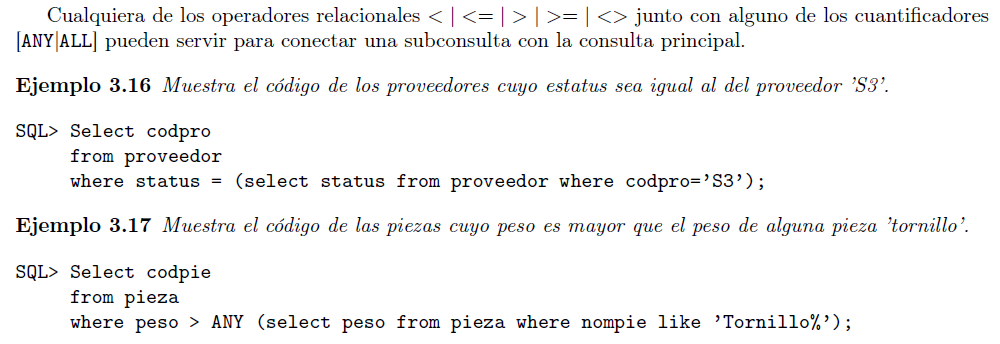 Cualquiera de los operadores relacionales < | <= | > | >= | <> junto con alguno de los cuantificadores
[ANY|ALL] pueden servir para conectar una subconsulta con la consulta principal.
Ejemplo 3.16 Muestra el código de los proveedores cuyo estatus sea igual al del proveedor 'S3'.
SQL> Select codpro
from proveedor
where status = (select status from proveedor where codpro='S3');
Ejemplo 3.17 Muestra el código de las piezas cuyo peso es mayor que el peso de alguna pieza 'tornillo'.
SQL> Select codpie
from pieza
where peso > ANY (select peso from pieza where nompie like 'Tornillo%');